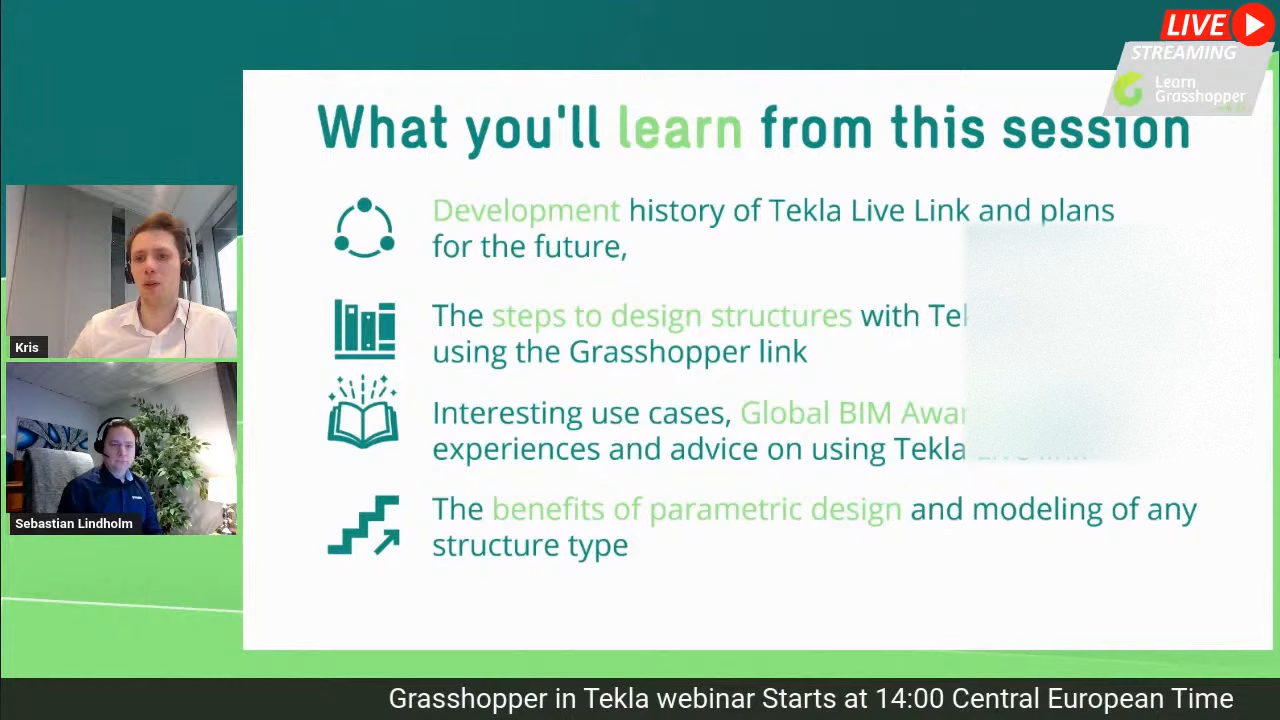 LIVE
STREAMING
Learn
Grasshopper
What you'll learn from this session
Development history of Tekla Live Link and plans
for the future,
The steps to design structures with
using the Grasshopper link
Interesting use cases, Global BIM
experiences and advice on using Tekla
The benefits of parametric design and modeling of any
structure type
Kris
Sebastian Lindholm
Grasshopper in Tekla webinar Starts at 14:00 Central European Time